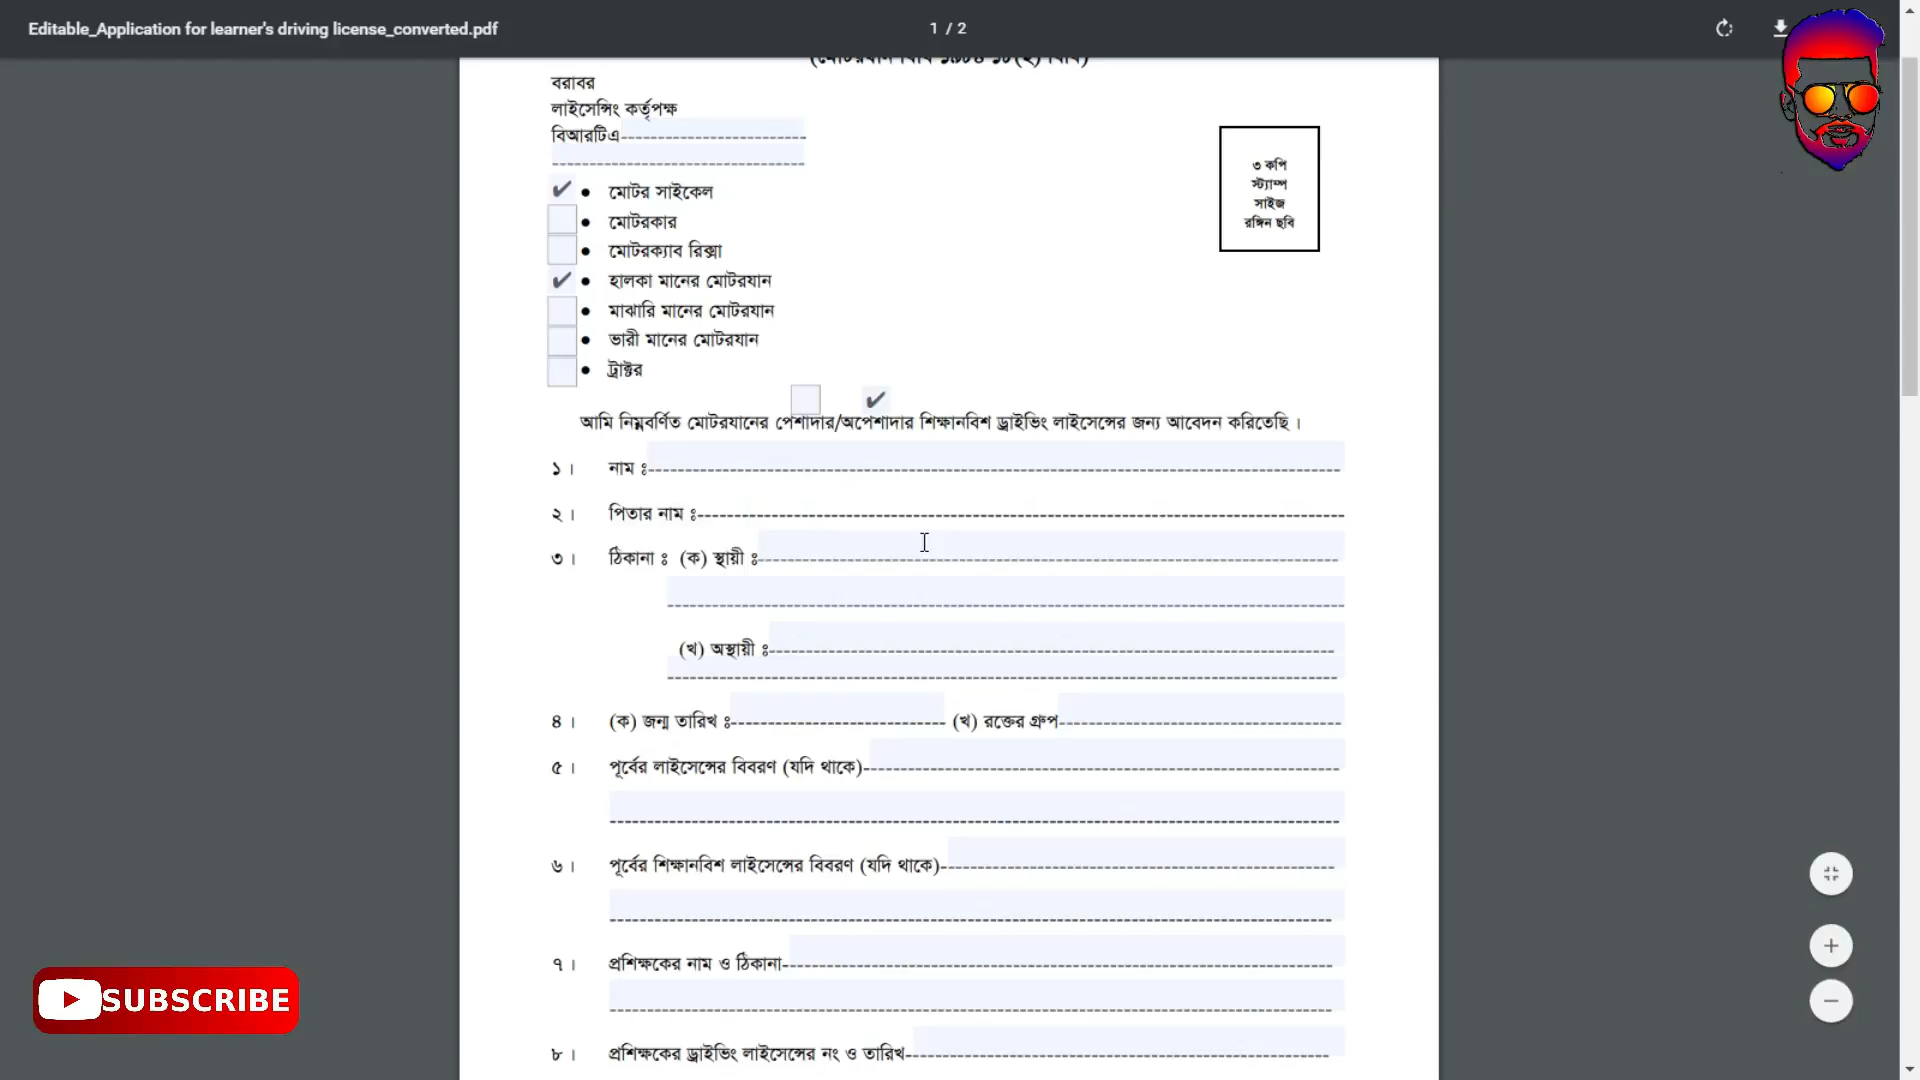 Editable_Application for learner's driving license_converted.pdf
1 / 2
বরাবর
লাইসেন্সিং কর্তৃপক্ষ
বিআরটিএ
৩ কপি
স্ট্যাম্প
সাইজ
রঙ্গিন ছবি
✔ • মোটর সাইকেল
• মোটরকার
• মোটরক্যাব রিক্সা
✔ • হালকা মানের মোটরযান
• মাঝারি মানের মোটরযান
• ভারী মানের মোটরযান
• ট্রাক্টর
আমি নিম্নবর্ণিত মোটরযানের পেশাদার/অপেশাদার শিক্ষানবিশ ড্রাইভিং লাইসেন্সের জন্য আবেদন করিতেছি ।
১ । নাম ঃ
২ । পিতার নাম ঃ
৩ । ঠিকানা ঃ (ক) স্থায়ী ঃ
(খ) অস্থায়ী ঃ
৪ । (ক) জন্ম তারিখ ঃ (খ) রক্তের গ্রুপ
৫ । পূর্বের লাইসেন্সের বিবরণ (যদি থাকে)
৬ । পূর্বের শিক্ষানবিশ লাইসেন্সের বিবরণ (যদি থাকে)
৭ । প্রশিক্ষকের নাম ও ঠিকানা
৮ । প্রশিক্ষকের ড্রাইভিং লাইসেন্সের নং ও তারিখ
SUBSCRIBE